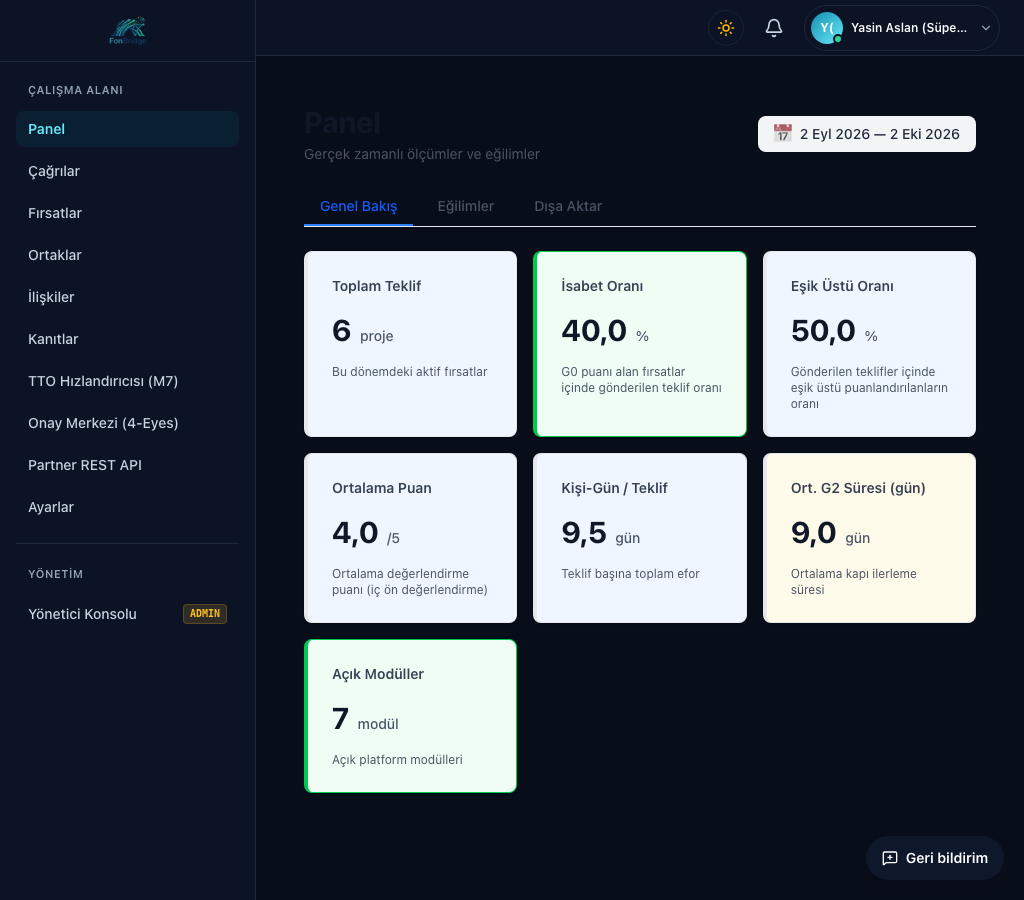 FonBridge
Y(
Yasin Aslan (Süpe...
ÇALIŞMA ALANI
Panel
Çağrılar
Fırsatlar
Ortaklar
İlişkiler
Kanıtlar
TTO Hızlandırıcısı (M7)
Onay Merkezi (4-Eyes)
Partner REST API
Ayarlar
YÖNETİM
Yönetici Konsolu
ADMIN
Panel
Gerçek zamanlı ölçümler ve eğilimler
17
2 Eyl 2026 — 2 Eki 2026
Genel Bakış
Eğilimler
Dışa Aktar
Toplam Teklif
6 proje
Bu dönemdeki aktif fırsatlar
İsabet Oranı
40,0 %
G0 puanı alan fırsatlar
içinde gönderilen teklif oranı
Eşik Üstü Oranı
50,0 %
Gönderilen teklifler içinde
eşik üstü puanlandırılanların
oranı
Ortalama Puan
4,0 /5
Ortalama değerlendirme
puanı (iç ön değerlendirme)
Kişi-Gün / Teklif
9,5 gün
Teklif başına toplam efor
Ort. G2 Süresi (gün)
9,0 gün
Ortalama kapı ilerleme
süresi
Açık Modüller
7 modül
Açık platform modülleri
Geri bildirim